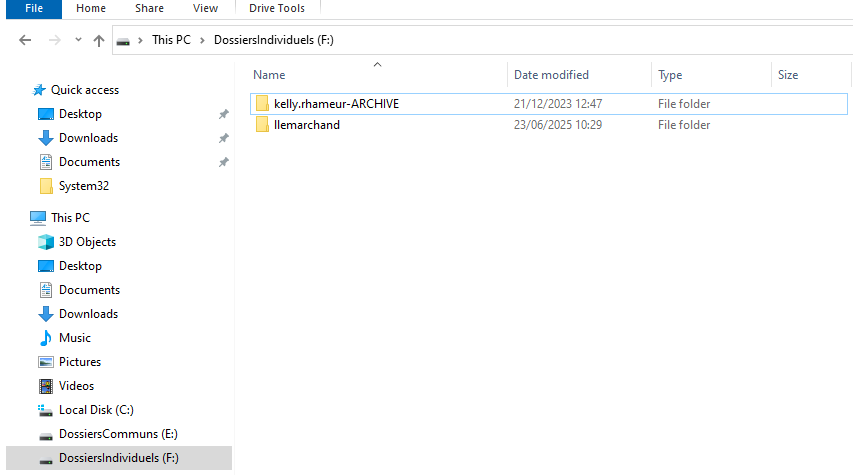 File Home Share View Drive Tools
This PC DossiersIndividuels (F:)
Name Date modified Type Size
Quick access
kelly.rhameur-ARCHIVE 21/12/2023 12:47 File folder
Desktop
llemarchand 23/06/2025 10:29 File folder
Downloads
Documents
System32
This PC
3D Objects
Desktop
Documents
Downloads
Music
Pictures
Videos
Local Disk (C:)
DossiersCommuns (E:)
DossiersIndividuels (F:)